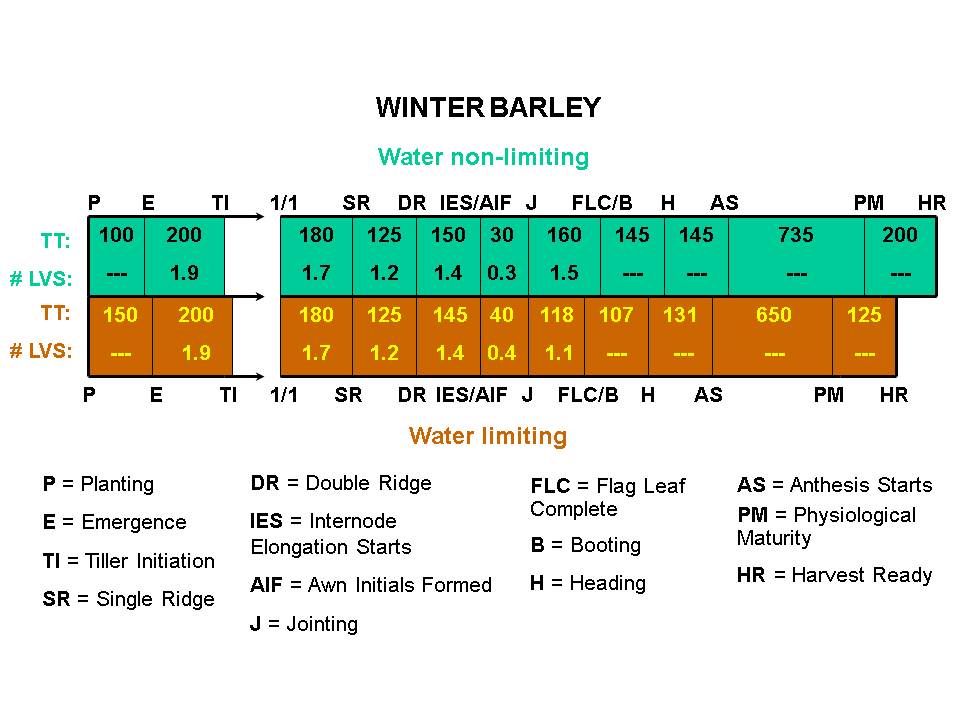 WINTER BARLEY
Water non-limiting
P E TI 1/1 SR DR IES/AIF J FLC/B H AS PM HR
TT: 100 200 180 125 150 30 160 145 145 735 200
# LVS: --- 1.9 1.7 1.2 1.4 0.3 1.5 --- --- --- ---
TT: 150 200 180 125 145 40 118 107 131 650 125
# LVS: --- 1.9 1.7 1.2 1.4 0.4 1.1 --- --- --- ---
P E TI 1/1 SR DR IES/AIF J FLC/B H AS PM HR
Water limiting
P = Planting
E = Emergence
TI = Tiller Initiation
SR = Single Ridge
DR = Double Ridge
IES = Internode
Elongation Starts
AIF = Awn Initials Formed
J = Jointing
FLC = Flag Leaf
Complete
B = Booting
H = Heading
AS = Anthesis Starts
PM = Physiological
Maturity
HR = Harvest Ready